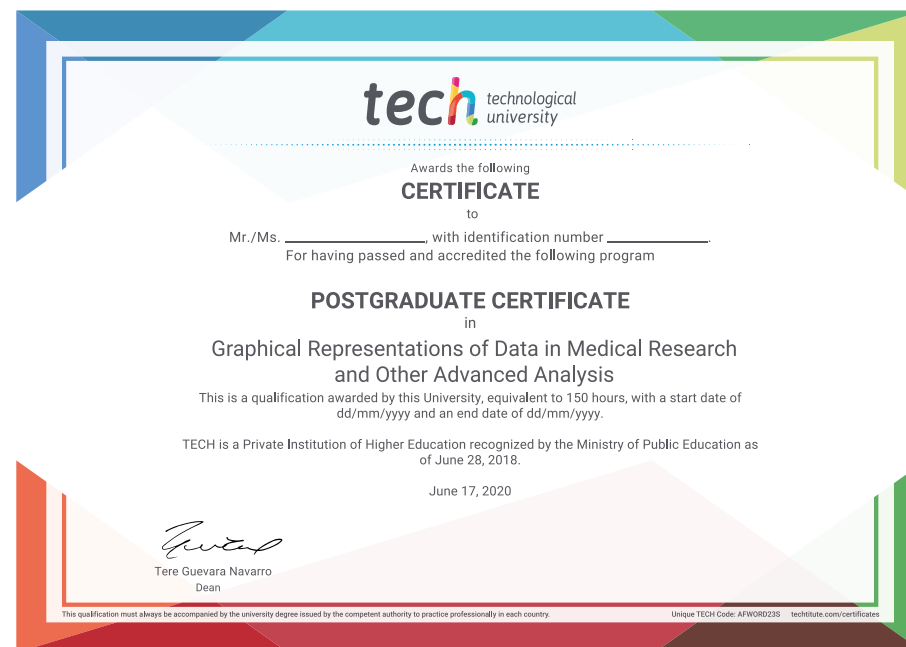 tech technological
university
Awards the following
CERTIFICATE
to
Mr./Ms. ________________, with identification number ____________.
For having passed and accredited the following program
POSTGRADUATE CERTIFICATE
in
Graphical Representations of Data in Medical Research
and Other Advanced Analysis
This is a qualification awarded by this University, equivalent to 150 hours, with a start date of
dd/mm/yyyy and an end date of dd/mm/yyyy.
TECH is a Private Institution of Higher Education recognized by the Ministry of Public Education as
of June 28, 2018.
June 17, 2020
Tere Guevara Navarro
Dean
This qualification must always be accompanied by the university degree issued by the competent authority to practice professionally in each country. Unique TECH Code: AFWORD23S techtitute.com/certificates